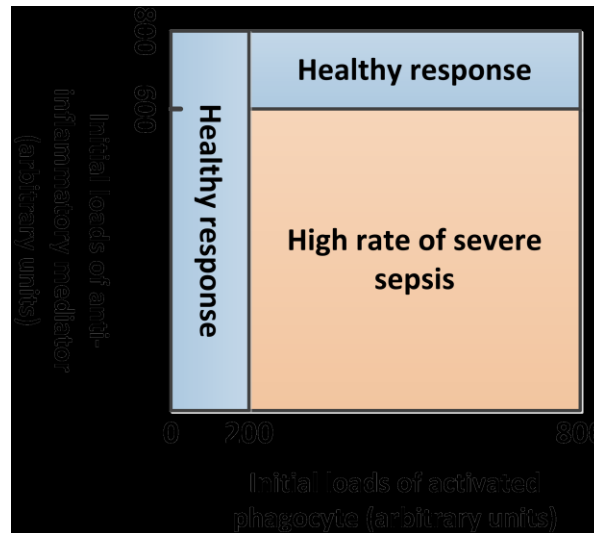 800
600
Initial loads of anti-
inflammatory mediator
(arbitrary units)
Healthy response
Healthy response
High rate of severe
sepsis
0 200 800
Initial loads of activated
phagocyte (arbitrary units)